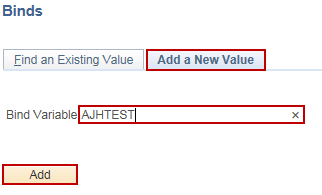 Binds
Find an Existing Value Add a New Value
Bind Variable AJHTEST ×
Add